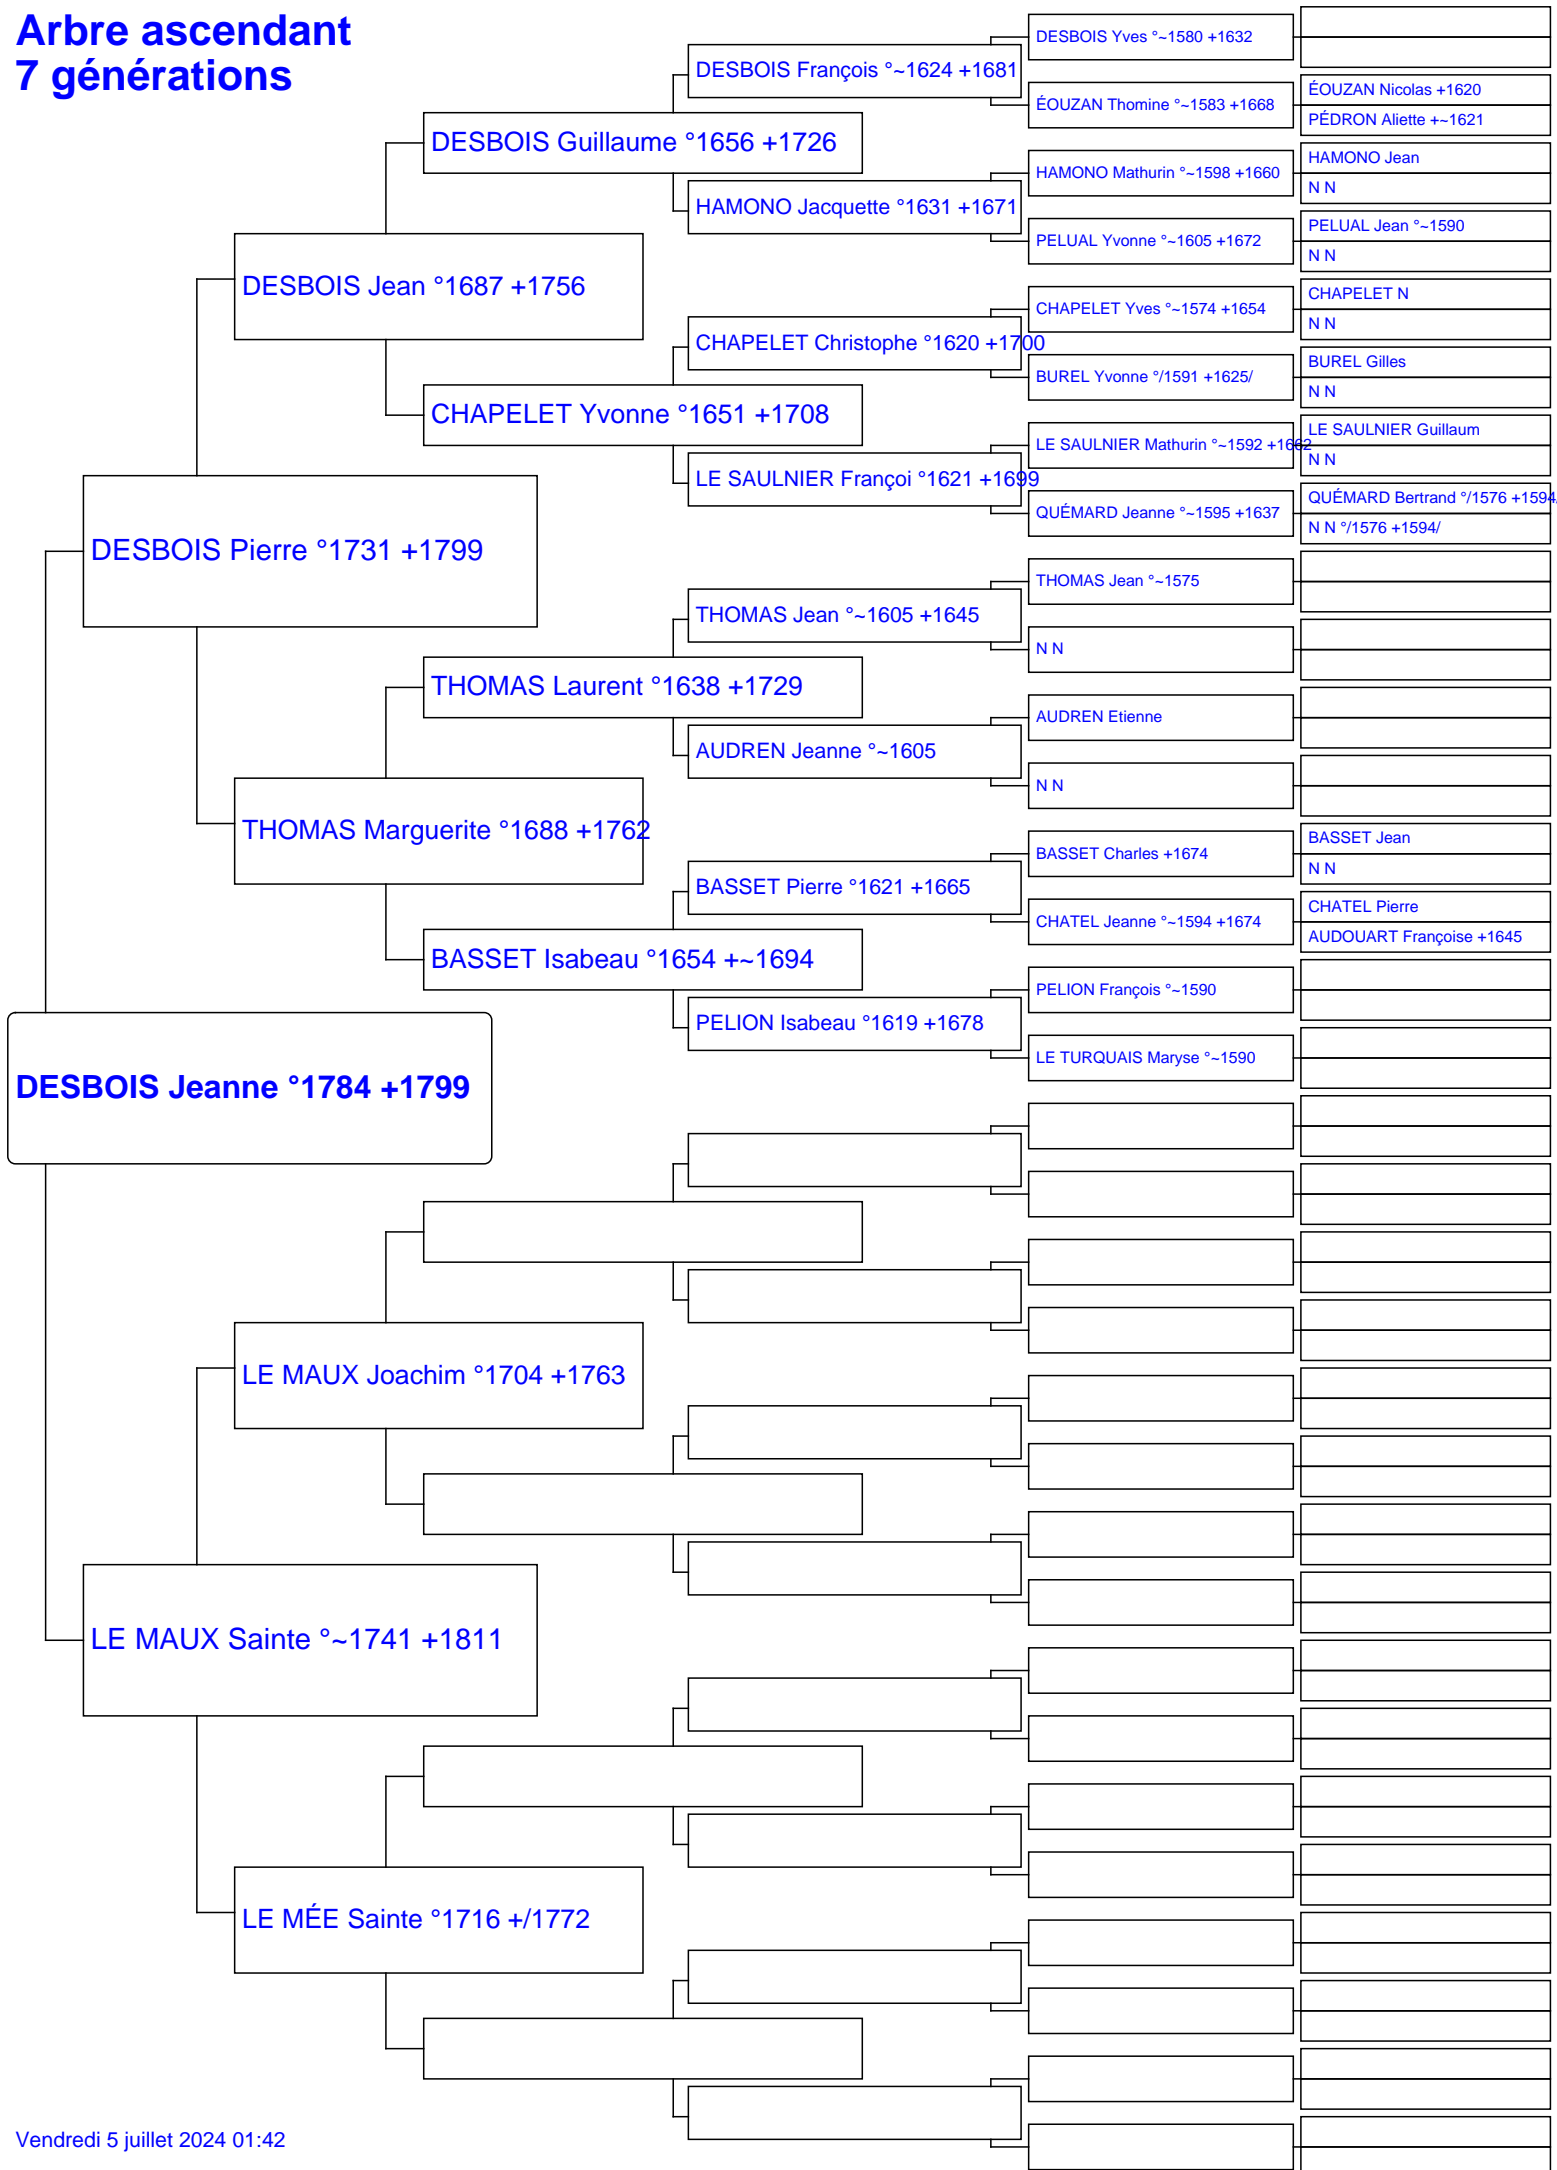 Arbre ascendant
7 générations
DESBOIS Jeanne °1784 +1799
DESBOIS Pierre °1731 +1799
LE MAUX Sainte °~1741 +1811
DESBOIS Jean °1687 +1756
THOMAS Marguerite °1688 +1762
LE MAUX Joachim °1704 +1763
LE MÉE Sainte °1716 +/1772
DESBOIS Guillaume °1656 +1726
CHAPELET Yvonne °1651 +1708
THOMAS Laurent °1638 +1729
BASSET Isabeau °1654 +~1694
DESBOIS François °~1624 +1681
HAMONO Jacquette °1631 +1671
CHAPELET Christophe °1620 +1700
LE SAULNIER Françoi °1621 +1699
THOMAS Jean °~1605 +1645
AUDREN Jeanne °~1605
BASSET Pierre °1621 +1665
PELION Isabeau °1619 +1678
DESBOIS Yves °~1580 +1632
ÉOUZAN Thomine °~1583 +1668
HAMONO Mathurin °~1598 +1660
PELUAL Yvonne °~1605 +1672
CHAPELET Yves °~1574 +1654
BUREL Yvonne °/1591 +1625/
LE SAULNIER Mathurin °~1592 +1662
QUÉMARD Jeanne °~1595 +1637
THOMAS Jean °~1575
N N
AUDREN Etienne
N N
BASSET Charles +1674
CHATEL Jeanne °~1594 +1674
PELION François °~1590
LE TURQUAIS Maryse °~1590
ÉOUZAN Nicolas +1620
PÉDRON Aliette +~1621
HAMONO Jean
N N
PELUAL Jean °~1590
N N
CHAPELET N
N N
BUREL Gilles
N N
LE SAULNIER Guillaum
N N
QUÉMARD Bertrand °/1576 +1594/
N N °/1576 +1594/
BASSET Jean
N N
CHATEL Pierre
AUDOUART Françoise +1645
Vendredi 5 juillet 2024 01:42